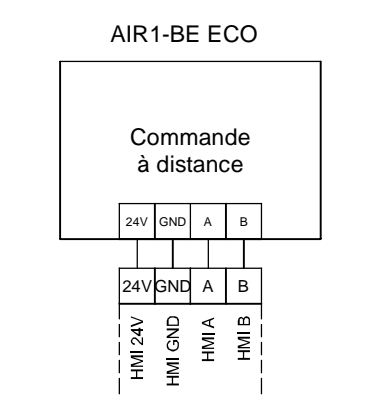 AIR1-BE ECO
Commande
à distance
24V GND A B
24V GND A B
HMI 24V
HMI GND
HMI A
HMI B